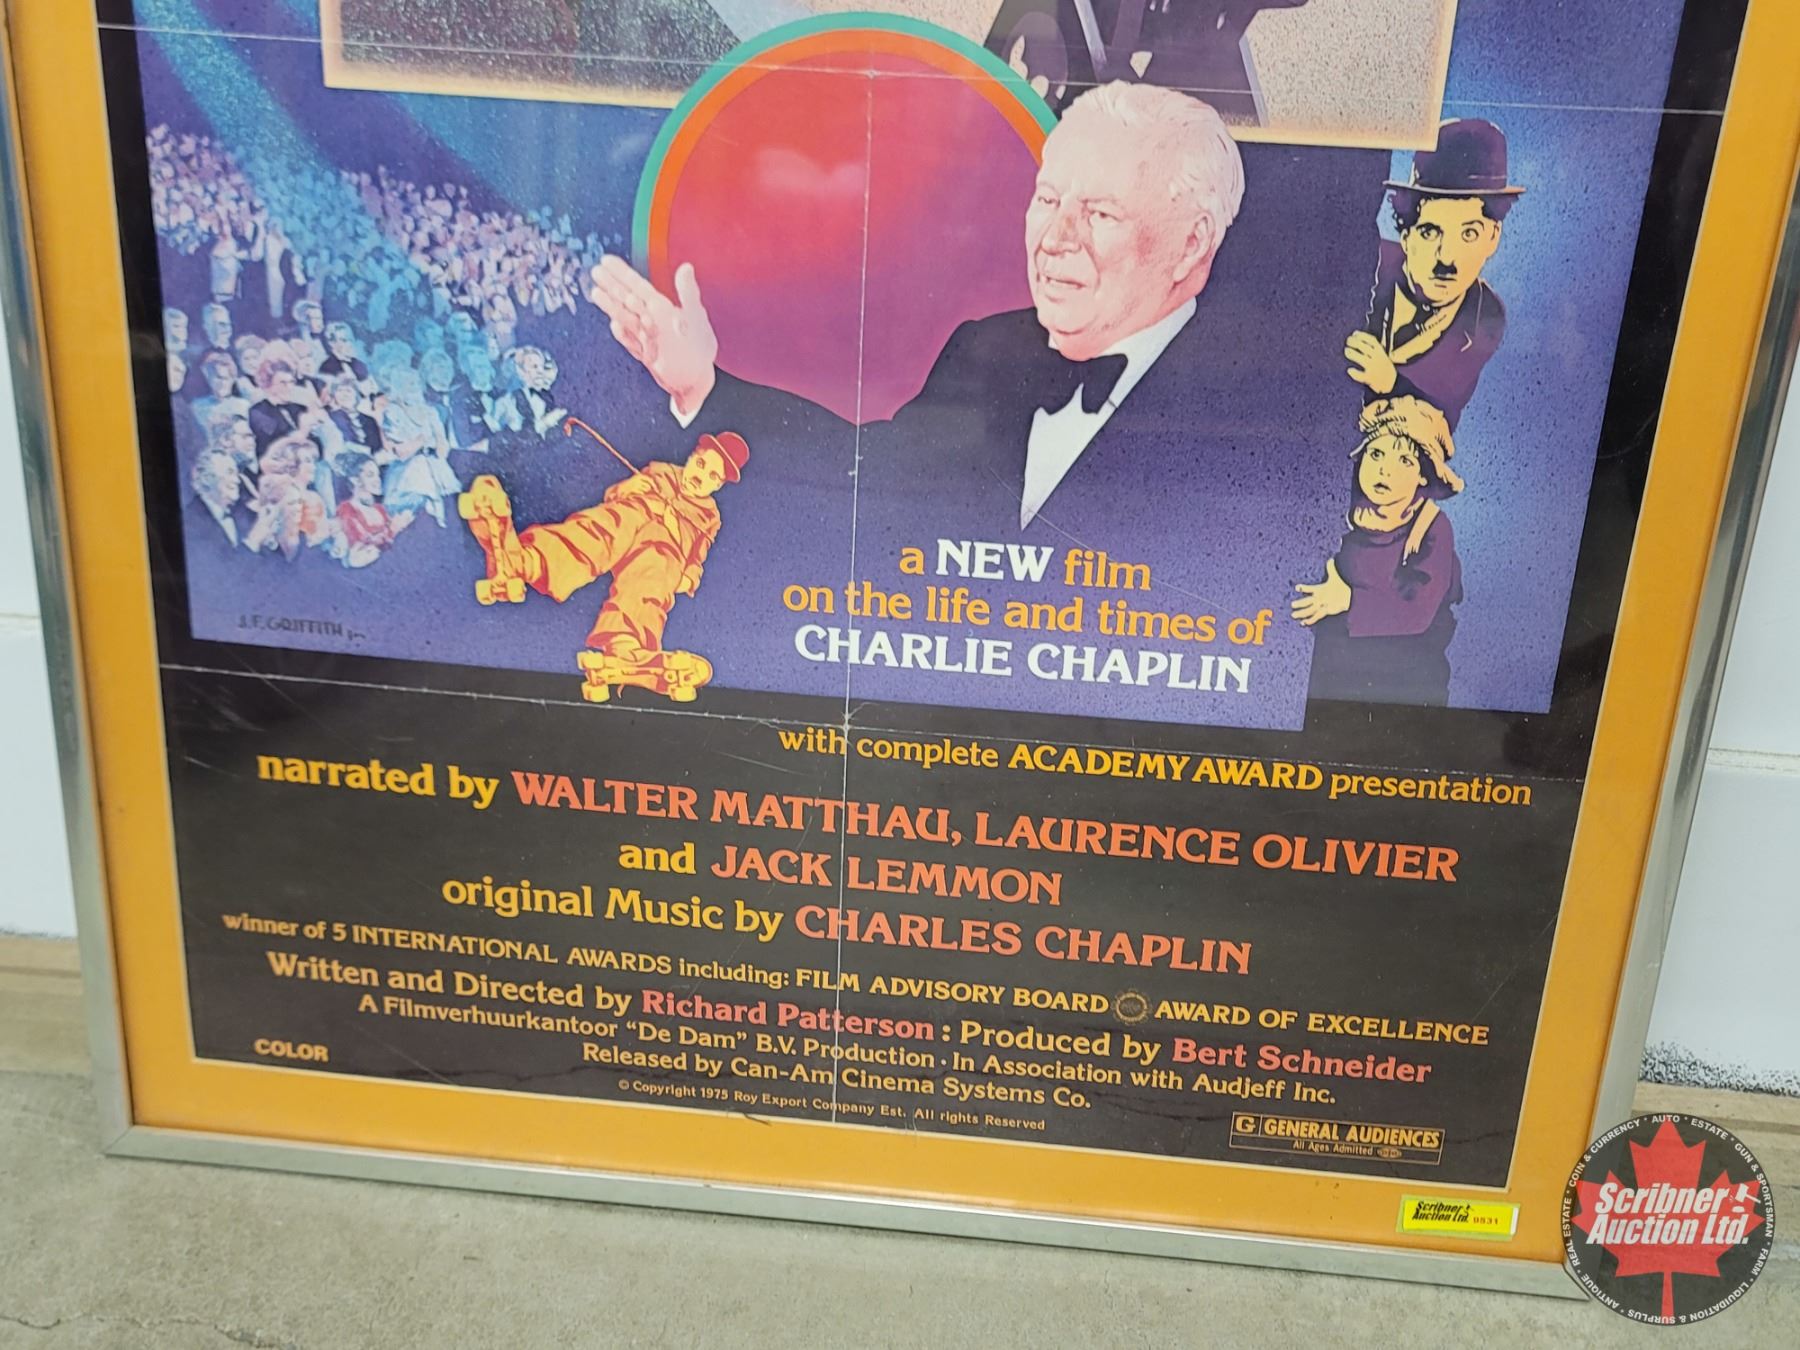 J.F. GRIFFITH
a NEW film
on the life and times of
CHARLIE CHAPLIN
with complete ACADEMY AWARD presentation
narrated by WALTER MATTHAU, LAURENCE OLIVIER
and JACK LEMMON
original Music by CHARLES CHAPLIN
winner of 5 INTERNATIONAL AWARDS including: FILM ADVISORY BOARD AWARD OF EXCELLENCE
Written and Directed by Richard Patterson : Produced by Bert Schneider
A Filmverhuurkantoor "De Dam" B.V. Production · In Association with Audjeff Inc.
Released by Can-Am Cinema Systems Co.
COLOR
© Copyright 1975 Roy Export Company Est. All rights Reserved
G GENERAL AUDIENCES
All Ages Admitted
Scribner
Auction Ltd. 9531
Scribner
Auction Ltd.
COIN & CURRENCY · AUTO · ESTATE · GUN & SPORTSMAN · FARM · LIQUIDATION & SURPLUS · ANTIQUE · REAL ESTATE